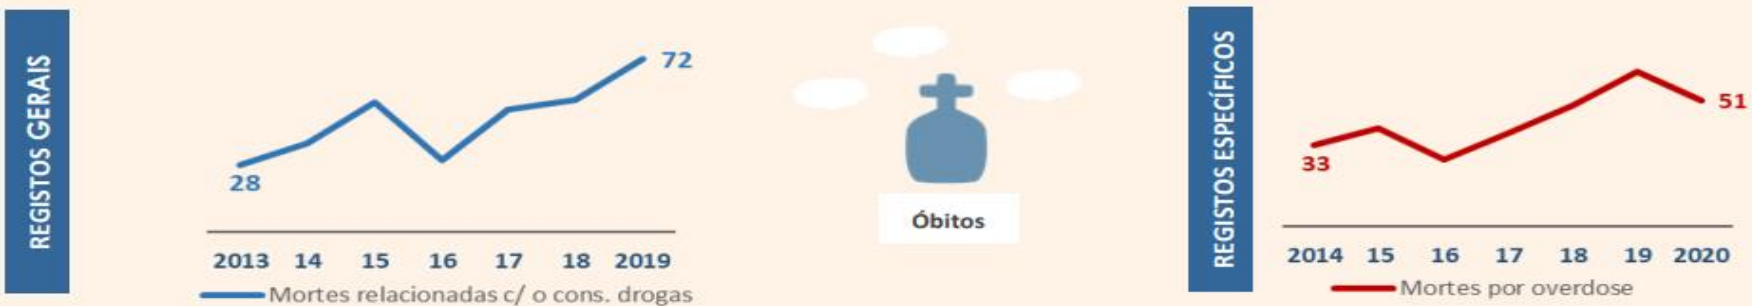 REGISTOS GERAIS
72
28
2013 14 15 16 17 18 2019
Mortes relacionadas c/ o cons. drogas
Óbitos
REGISTOS ESPECÍFICOS
51
33
2014 15 16 17 18 19 2020
Mortes por overdose